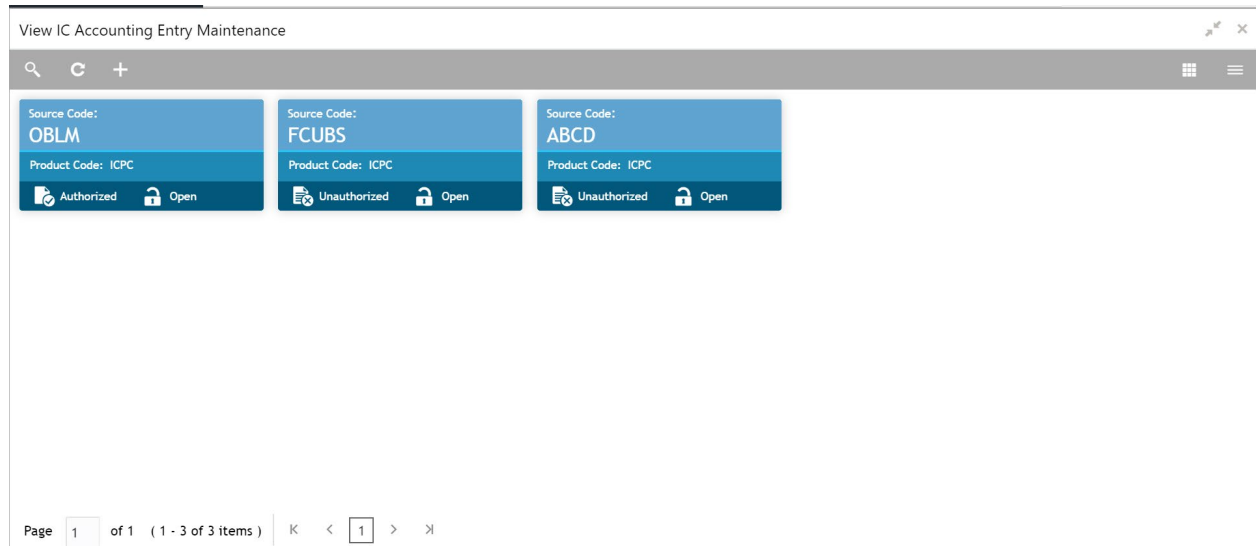 View IC Accounting Entry Maintenance
Source Code: Source Code: Source Code:
OBLM FCUBS ABCD
Product Code: ICPC Product Code: ICPC Product Code: ICPC
Authorized Open Unauthorized Open Unauthorized Open
Page 1 of 1 ( 1 - 3 of 3 items ) 1